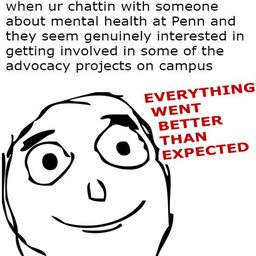 when ur chattin with someone
about mental health at Penn and
they seem genuinely interested in
getting involved in some of the
advocacy projects on campus
EVERYTHING
WENT
BETTER
THAN
EXPECTED